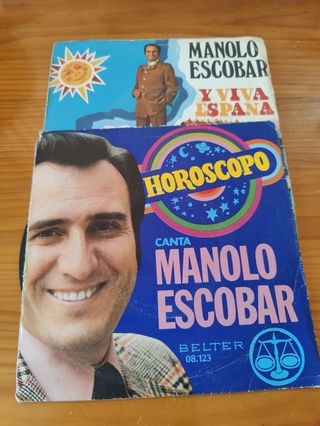 MANOLO
ESCOBAR
Y VIVA
ESPAÑA
HOROSCOPO
CANTA
MANOLO
ESCOBAR
BELTER
08.123